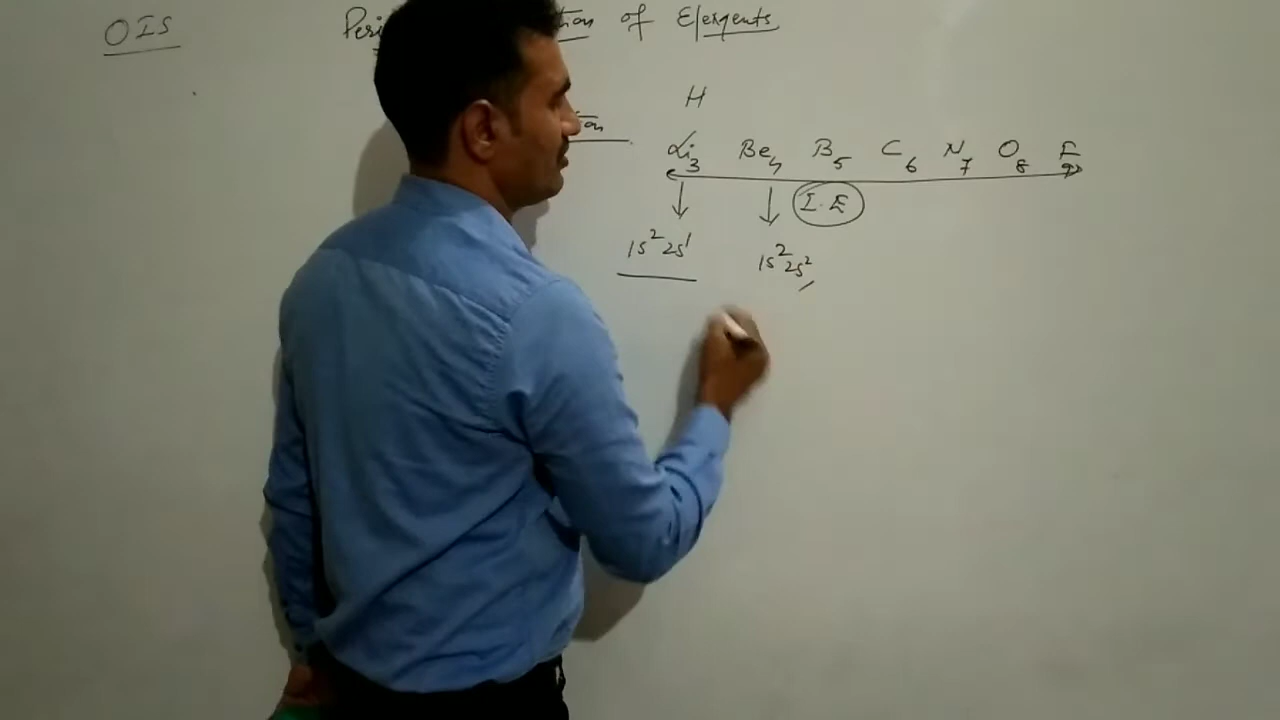 OIS
of Elements
H
Li3 Be4 B5 C6 N7 O8 F9
I.E
1s² 2s¹ 1s² 2s²